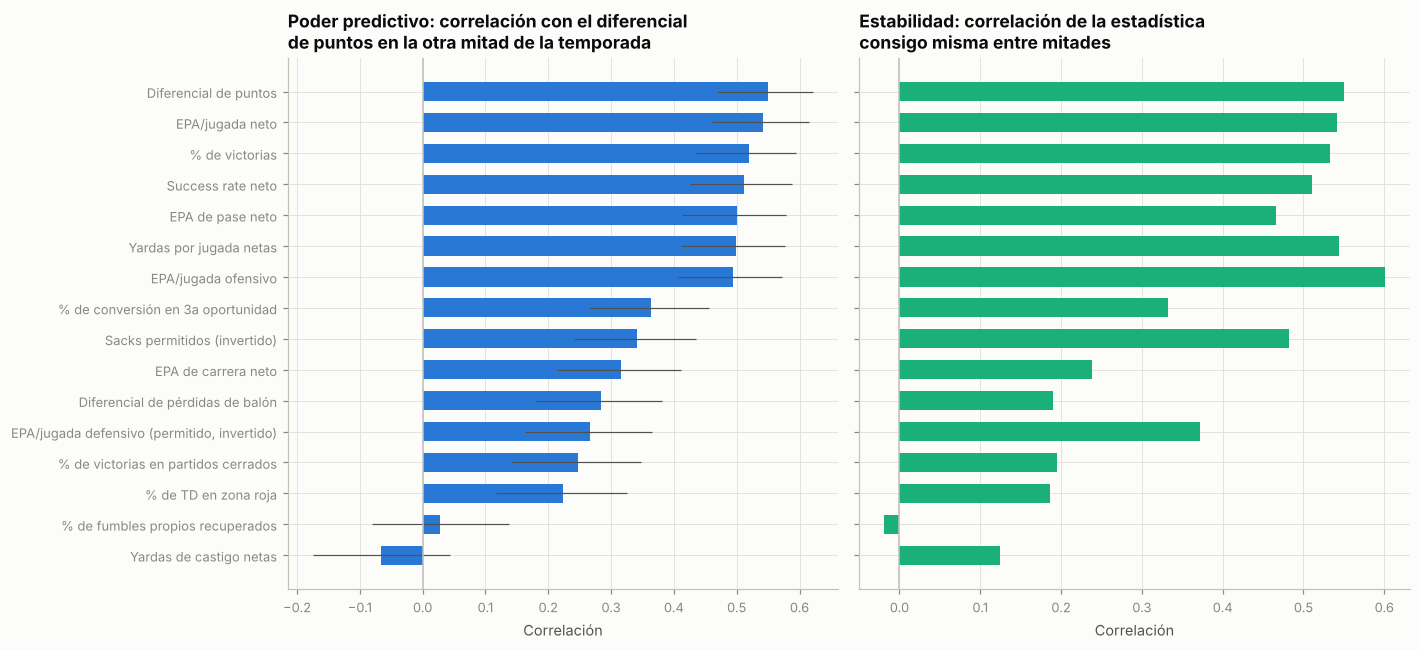 Poder predictivo: correlación con el diferencial
de puntos en la otra mitad de la temporada
Diferencial de puntos
EPA/jugada neto
% de victorias
Success rate neto
EPA de pase neto
Yardas por jugada netas
EPA/jugada ofensivo
% de conversión en 3a oportunidad
Sacks permitidos (invertido)
EPA de carrera neto
Diferencial de pérdidas de balón
EPA/jugada defensivo (permitido, invertido)
% de victorias en partidos cerrados
% de TD en zona roja
% de fumbles propios recuperados
Yardas de castigo netas
−0.2 −0.1 0.0 0.1 0.2 0.3 0.4 0.5 0.6
Correlación
Estabilidad: correlación de la estadística
consigo misma entre mitades
0.0 0.1 0.2 0.3 0.4 0.5 0.6
Correlación